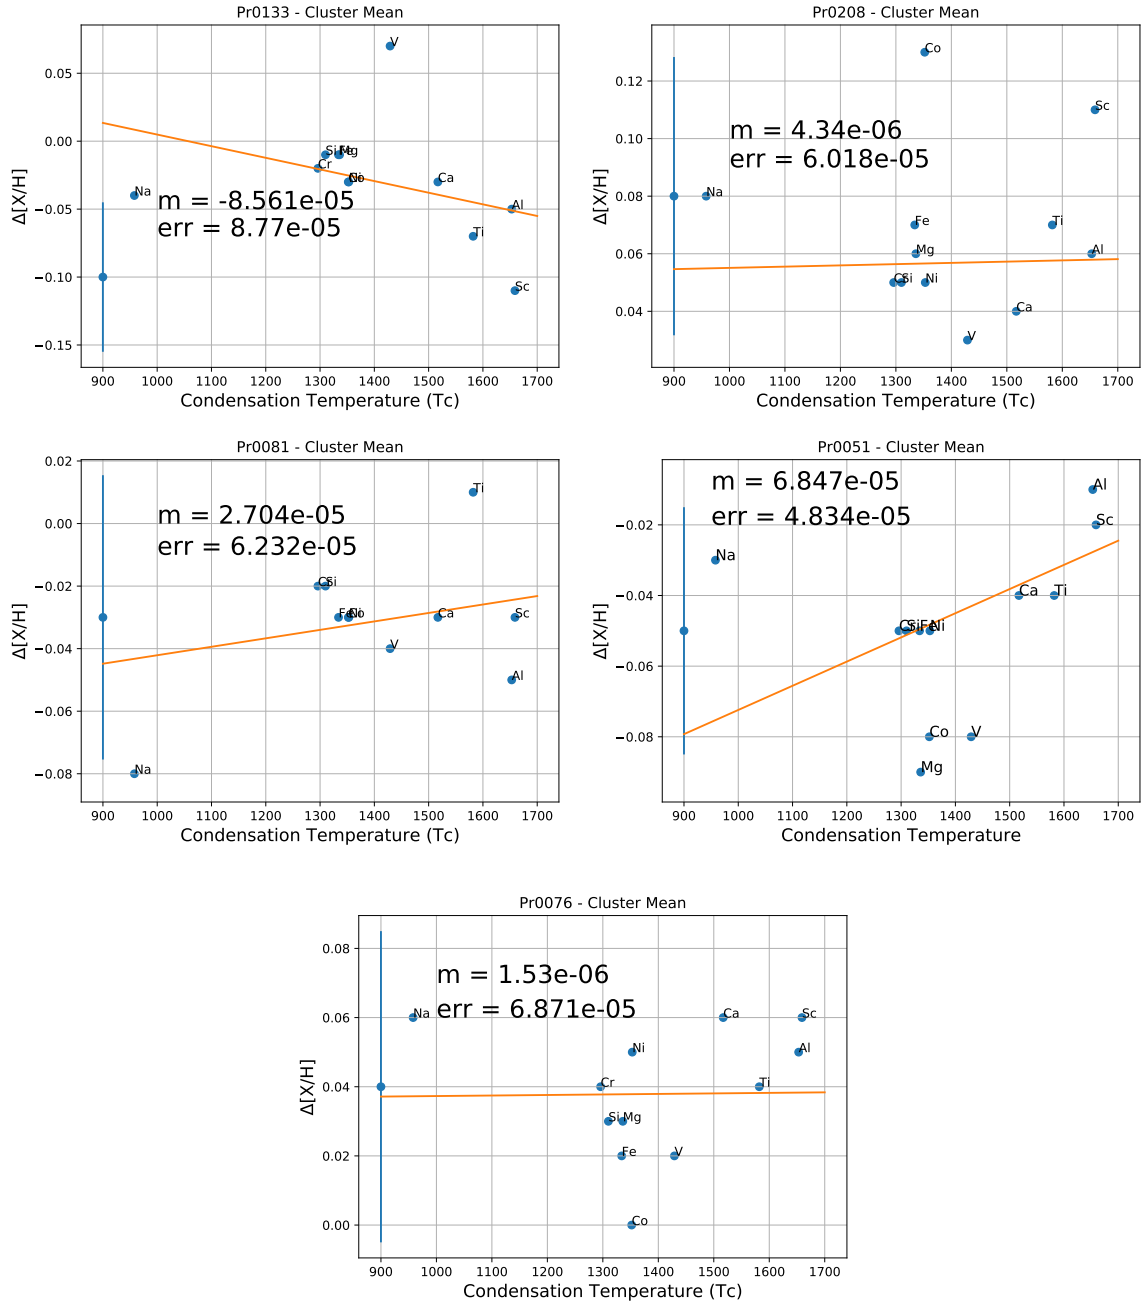 Pr0133 - Cluster Mean
Δ[X/H]
0.05
0.00
−0.05
−0.10
−0.15
V
Si Fe Mg
Cr
Ni Co
Ca
Na
Al
Ti
Sc
m = -8.561e-05
err = 8.77e-05
900 1000 1100 1200 1300 1400 1500 1600 1700
Condensation Temperature (Tc)
Pr0208 - Cluster Mean
Δ[X/H]
0.12
0.10
0.08
0.06
0.04
Co
Sc
m = 4.34e-06
err = 6.018e-05
Na
Fe
Ti
Mg
Al
Cr Si
Ni
Ca
V
900 1000 1100 1200 1300 1400 1500 1600 1700
Condensation Temperature (Tc)
Pr0081 - Cluster Mean
Δ[X/H]
0.02
0.00
−0.02
−0.04
−0.06
−0.08
Ti
m = 2.704e-05
err = 6.232e-05
Cr Si
Fe Ni Co
Ca
Sc
V
Al
Na
900 1000 1100 1200 1300 1400 1500 1600 1700
Condensation Temperature (Tc)
Pr0051 - Cluster Mean
Δ[X/H]
−0.02
−0.04
−0.06
−0.08
m = 6.847e-05
err = 4.834e-05
Al
Sc
Na
Ca
Ti
Cr Si Fe Ni
Co
V
Mg
900 1000 1100 1200 1300 1400 1500 1600 1700
Condensation Temperature
Pr0076 - Cluster Mean
Δ[X/H]
0.08
0.06
0.04
0.02
0.00
m = 1.53e-06
err = 6.871e-05
Na
Ca
Sc
Ni
Al
Cr
Ti
Si
Mg
Fe
V
Co
900 1000 1100 1200 1300 1400 1500 1600 1700
Condensation Temperature (Tc)